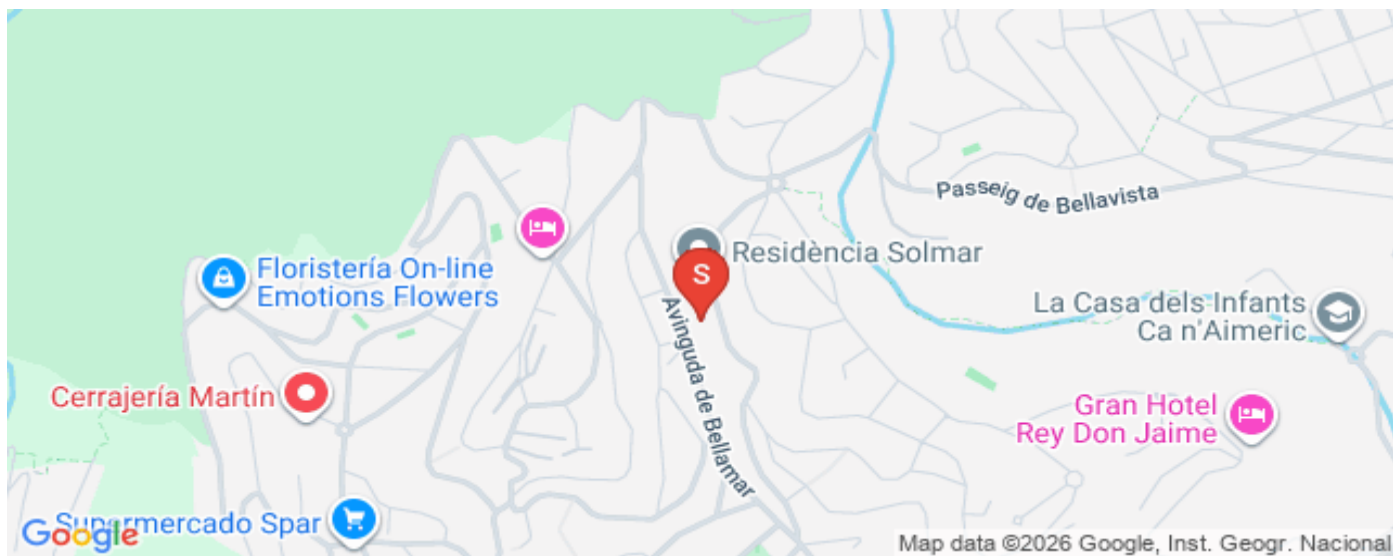 Passeig de Bellavista
Residència Solmar
Floristería On-line
Emotions Flowers
S
La Casa dels Infants
Ca n'Aimeric
Avinguda de Bellamar
Cerrajería Martín
Gran Hotel
Rey Don Jaime
Supermercado Spar
Google
Map data ©2026 Google, Inst. Geogr. Nacional